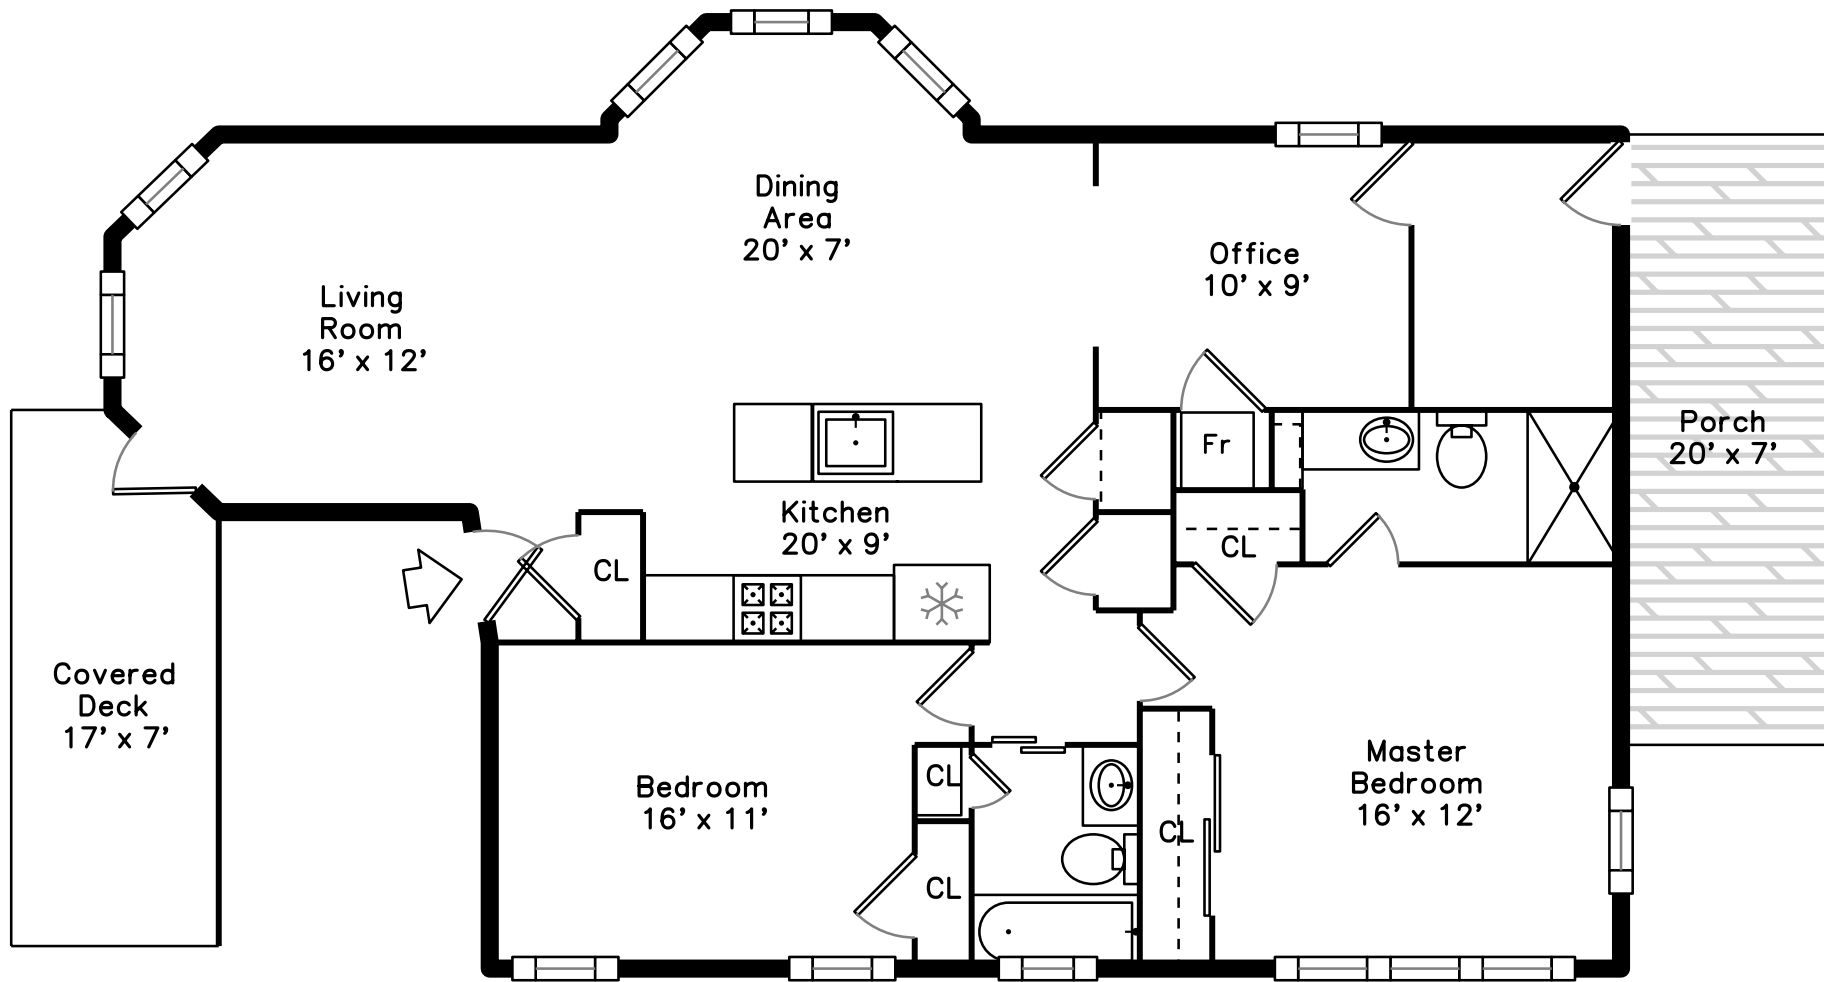 Dining
Area
20' x 7'
Office
10' x 9'
Living
Room
16' x 12'
Porch
20' x 7'
Fr
Kitchen
20' x 9'
CL
CL
Covered
Deck
17' x 7'
Bedroom
16' x 11'
CL
CL
CL
Master
Bedroom
16' x 12'